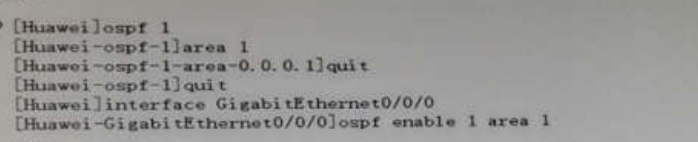 [Huawei]ospf 1
[Huawei-ospf-1]area 1
[Huawei-ospf-1-area-0.0.0.1]quit
[Huawei-ospf-1]quit
[Huawei]interface GigabitEthernet0/0/0
[Huawei-GigabitEthernet0/0/0]ospf enable 1 area 1